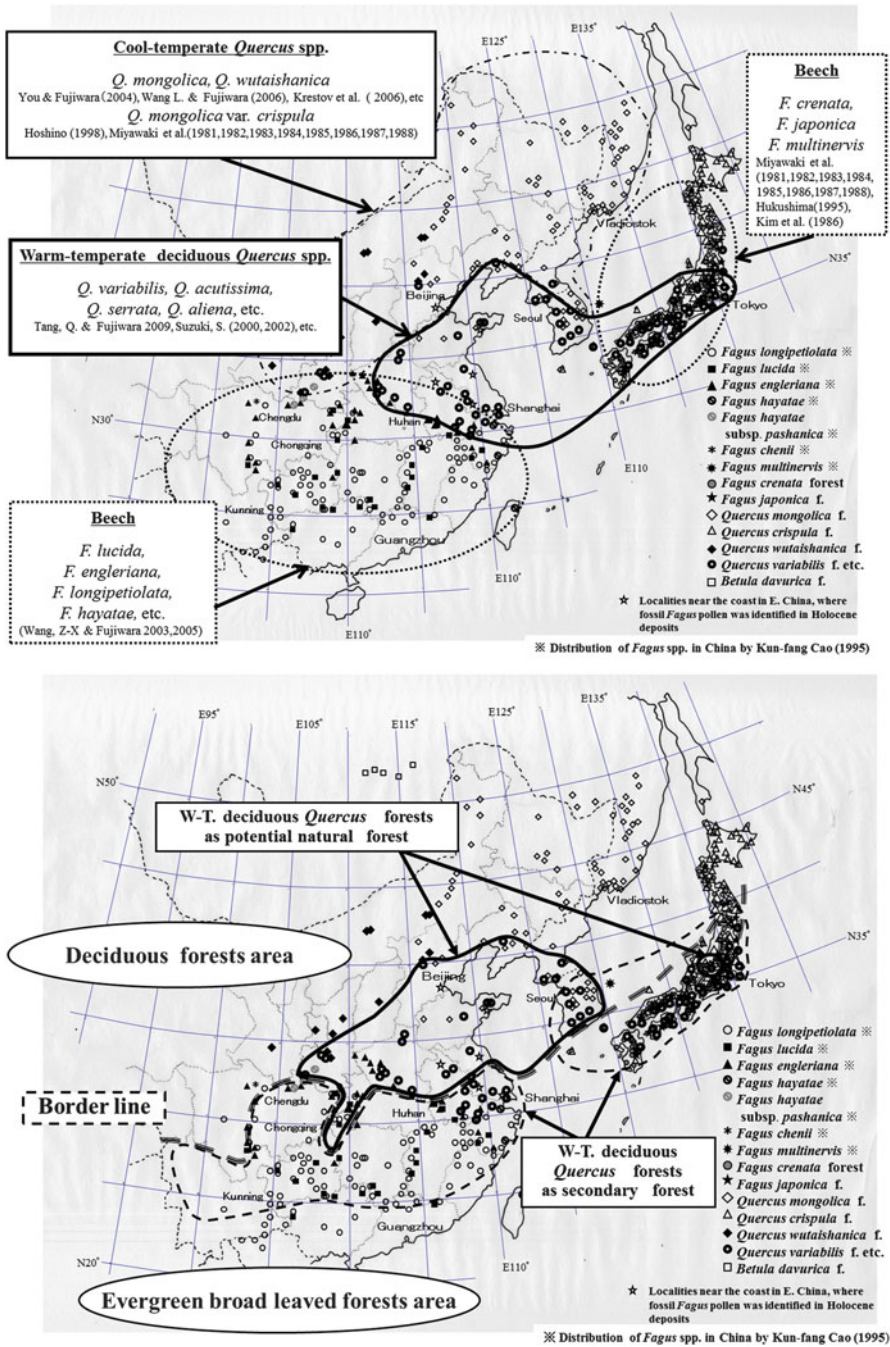 E125°
E135°
Cool-temperate Quercus spp.
Q. mongolica, Q. wutaishanica
You & Fujiwara(2004), Wang L. & Fujiwara (2006), Krestov et al. ( 2006), etc
Q. mongolica var. crispula
Hoshino (1998), Miyawaki et al.(1981,1982,1983,1984,1985,1986,1987,1988)
Beech
F. crenata,
F. japonica
F. multinervis
Miyawaki et al.
(1981,1982,1983,1984,
1985,1986,1987,1988),
Hukushima(1995),
Kim et al. (1986)
Vladiostok
N35°
Warm-temperate deciduous Quercus spp.
Q. variabilis, Q. acutissima,
Q. serrata, Q. aliena, etc.
Tang, Q. & Fujiwara 2009, Suzuki, S. (2000, 2002), etc.
Beijing
Seoul
Tokyo
N30°
Chengdu
Chongqing
Huhan
Shanghai
Kunning
Guangzhou
E110
E110°
E110°
Beech
F. lucida,
F. engleriana,
F. longipetiolata,
F. hayatae, etc.
(Wang, Z-X & Fujiwara 2003,2005)
Fagus longipetiolata ※
Fagus lucida ※
Fagus engleriana ※
Fagus hayatae ※
Fagus hayatae
subsp. pashanica ※
Fagus chenii ※
Fagus multinervis ※
Fagus crenata forest
Fagus japonica f.
Quercus mongolica f.
Quercus crispula f.
Quercus wutaishanica f.
Quercus variabilis f. etc.
Betula davurica f.
☆ Localities near the coast in E. China, where
fossil Fagus pollen was identified in Holocene
deposits
※ Distribution of Fagus spp. in China by Kun-fang Cao (1995)
E95°
E105°
E115°
E125°
E135°
N50°
N45°
W-T. deciduous Quercus forests
as potential natural forest
Vladiostok
N35°
Deciduous forests area
Beijing
Seoul
Tokyo
Border line
Chengdu
Chongqing
Huhan
Shanghai
W-T. deciduous
Quercus forests
as secondary forest
Kunning
Guangzhou
N20°
E110°
Evergreen broad leaved forests area
Fagus longipetiolata ※
Fagus lucida ※
Fagus engleriana ※
Fagus hayatae ※
Fagus hayatae
subsp. pashanica ※
Fagus chenii ※
Fagus multinervis ※
Fagus crenata forest
Fagus japonica f.
Quercus mongolica f.
Quercus crispula f.
Quercus wutaishanica f.
Quercus variabilis f. etc.
Betula davurica f.
☆ Localities near the coast in E. China, where
fossil Fagus pollen was identified in Holocene
deposits
※ Distribution of Fagus spp. in China by Kun-fang Cao (1995)